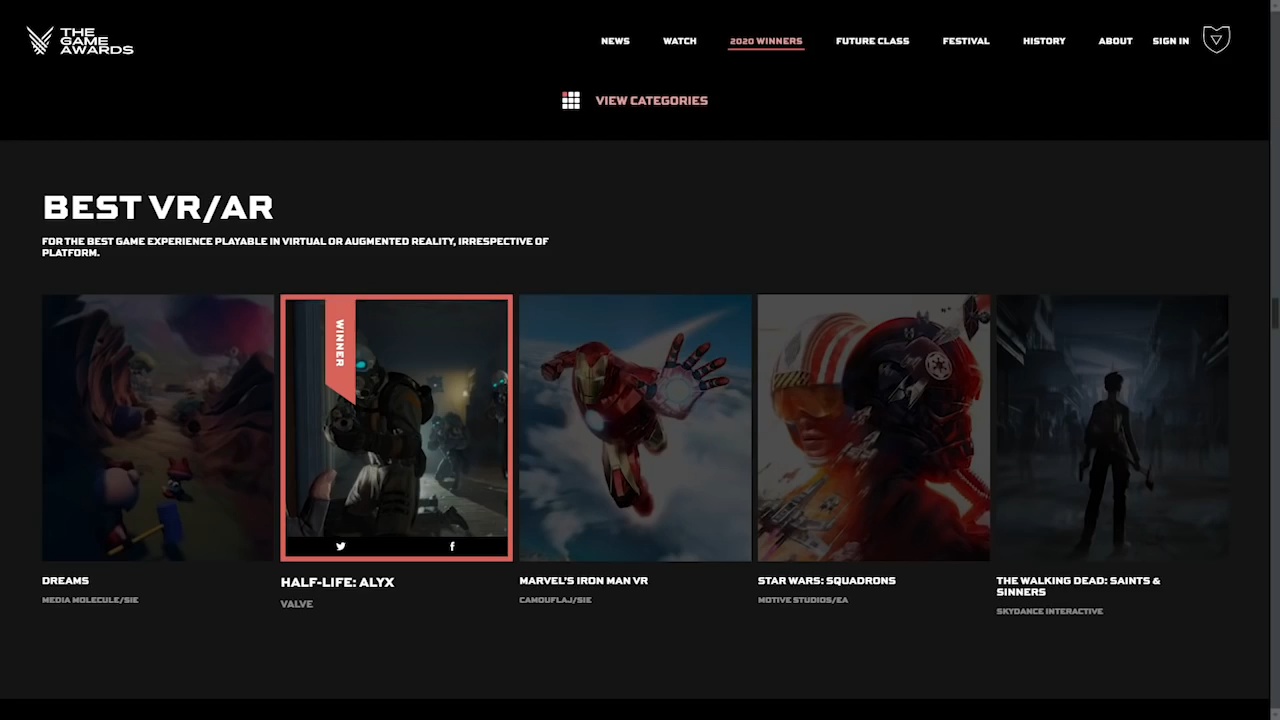 THE
GAME
AWARDS
NEWS WATCH 2020 WINNERS FUTURE CLASS FESTIVAL HISTORY ABOUT SIGN IN
VIEW CATEGORIES
BEST VR/AR
FOR THE BEST GAME EXPERIENCE PLAYABLE IN VIRTUAL OR AUGMENTED REALITY, IRRESPECTIVE OF
PLATFORM.
WINNER
DREAMS
MEDIA MOLECULE/SIE
HALF-LIFE: ALYX
VALVE
MARVEL'S IRON MAN VR
CAMOUFLAJ/SIE
STAR WARS: SQUADRONS
MOTIVE STUDIOS/EA
THE WALKING DEAD: SAINTS &
SINNERS
SKYDANCE INTERACTIVE